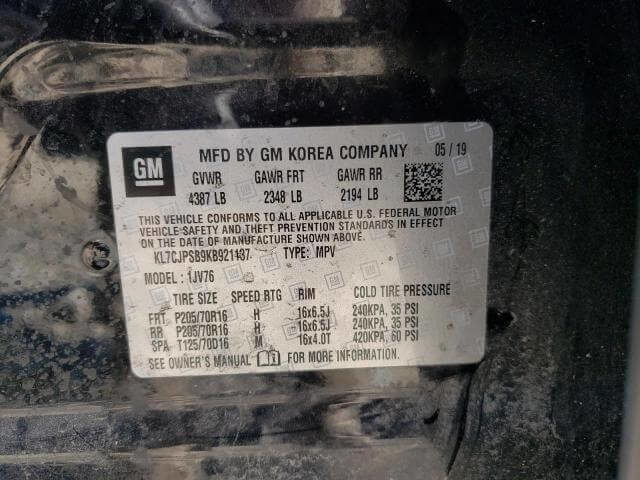 GM
MFD BY GM KOREA COMPANY 05 / 19
GVWR GAWR FRT GAWR RR
4387 LB 2348 LB 2194 LB
THIS VEHICLE CONFORMS TO ALL APPLICABLE U.S. FEDERAL MOTOR
VEHICLE SAFETY AND THEFT PREVENTION STANDARDS IN EFFECT
ON THE DATE OF MANUFACTURE SHOWN ABOVE.
KL7CJPSB9KB921137 TYPE: MPV
MODEL: 1JV76
TIRE SIZE SPEED RTG RIM COLD TIRE PRESSURE
FRT P205/70R16 H 16x6.5J 240KPA, 35 PSI
RR P205/70R16 H 16x6.5J 240KPA, 35 PSI
SPA T125/70D16 M 16x4.0T 420KPA, 60 PSI
SEE OWNER'S MANUAL FOR MORE INFORMATION.